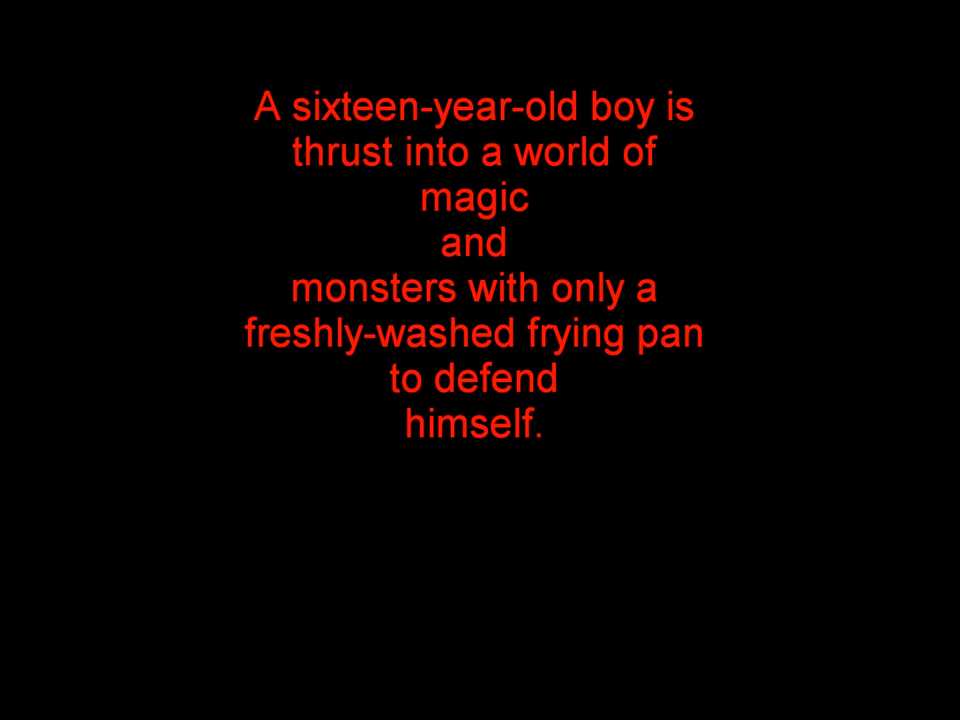 A sixteen-year-old boy is
thrust into a world of
magic
and
monsters with only a
freshly-washed frying pan
to defend
himself.